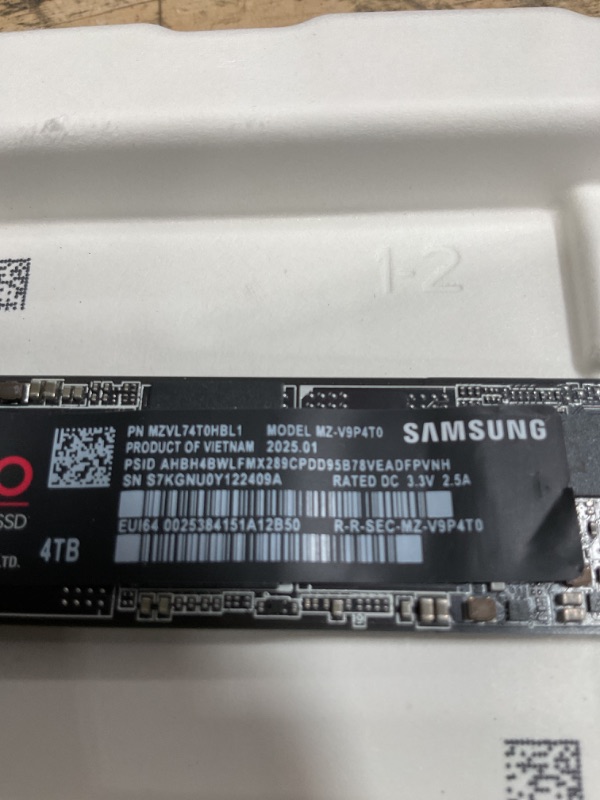 1-2
PN MZVL74T0HBL1 MODEL MZ-V9P4T0 SAMSUNG
PRODUCT OF VIETNAM 2025.01
PSID AHBH4BWLFMX289CPDD95B78VEADFPVNH
SN S7KGNU0Y122409A RATED DC 3.3V 2.5A
O
SSD
EUI64 0025384151A12B50 R-R-SEC-MZ-V9P4T0
LTD. 4TB